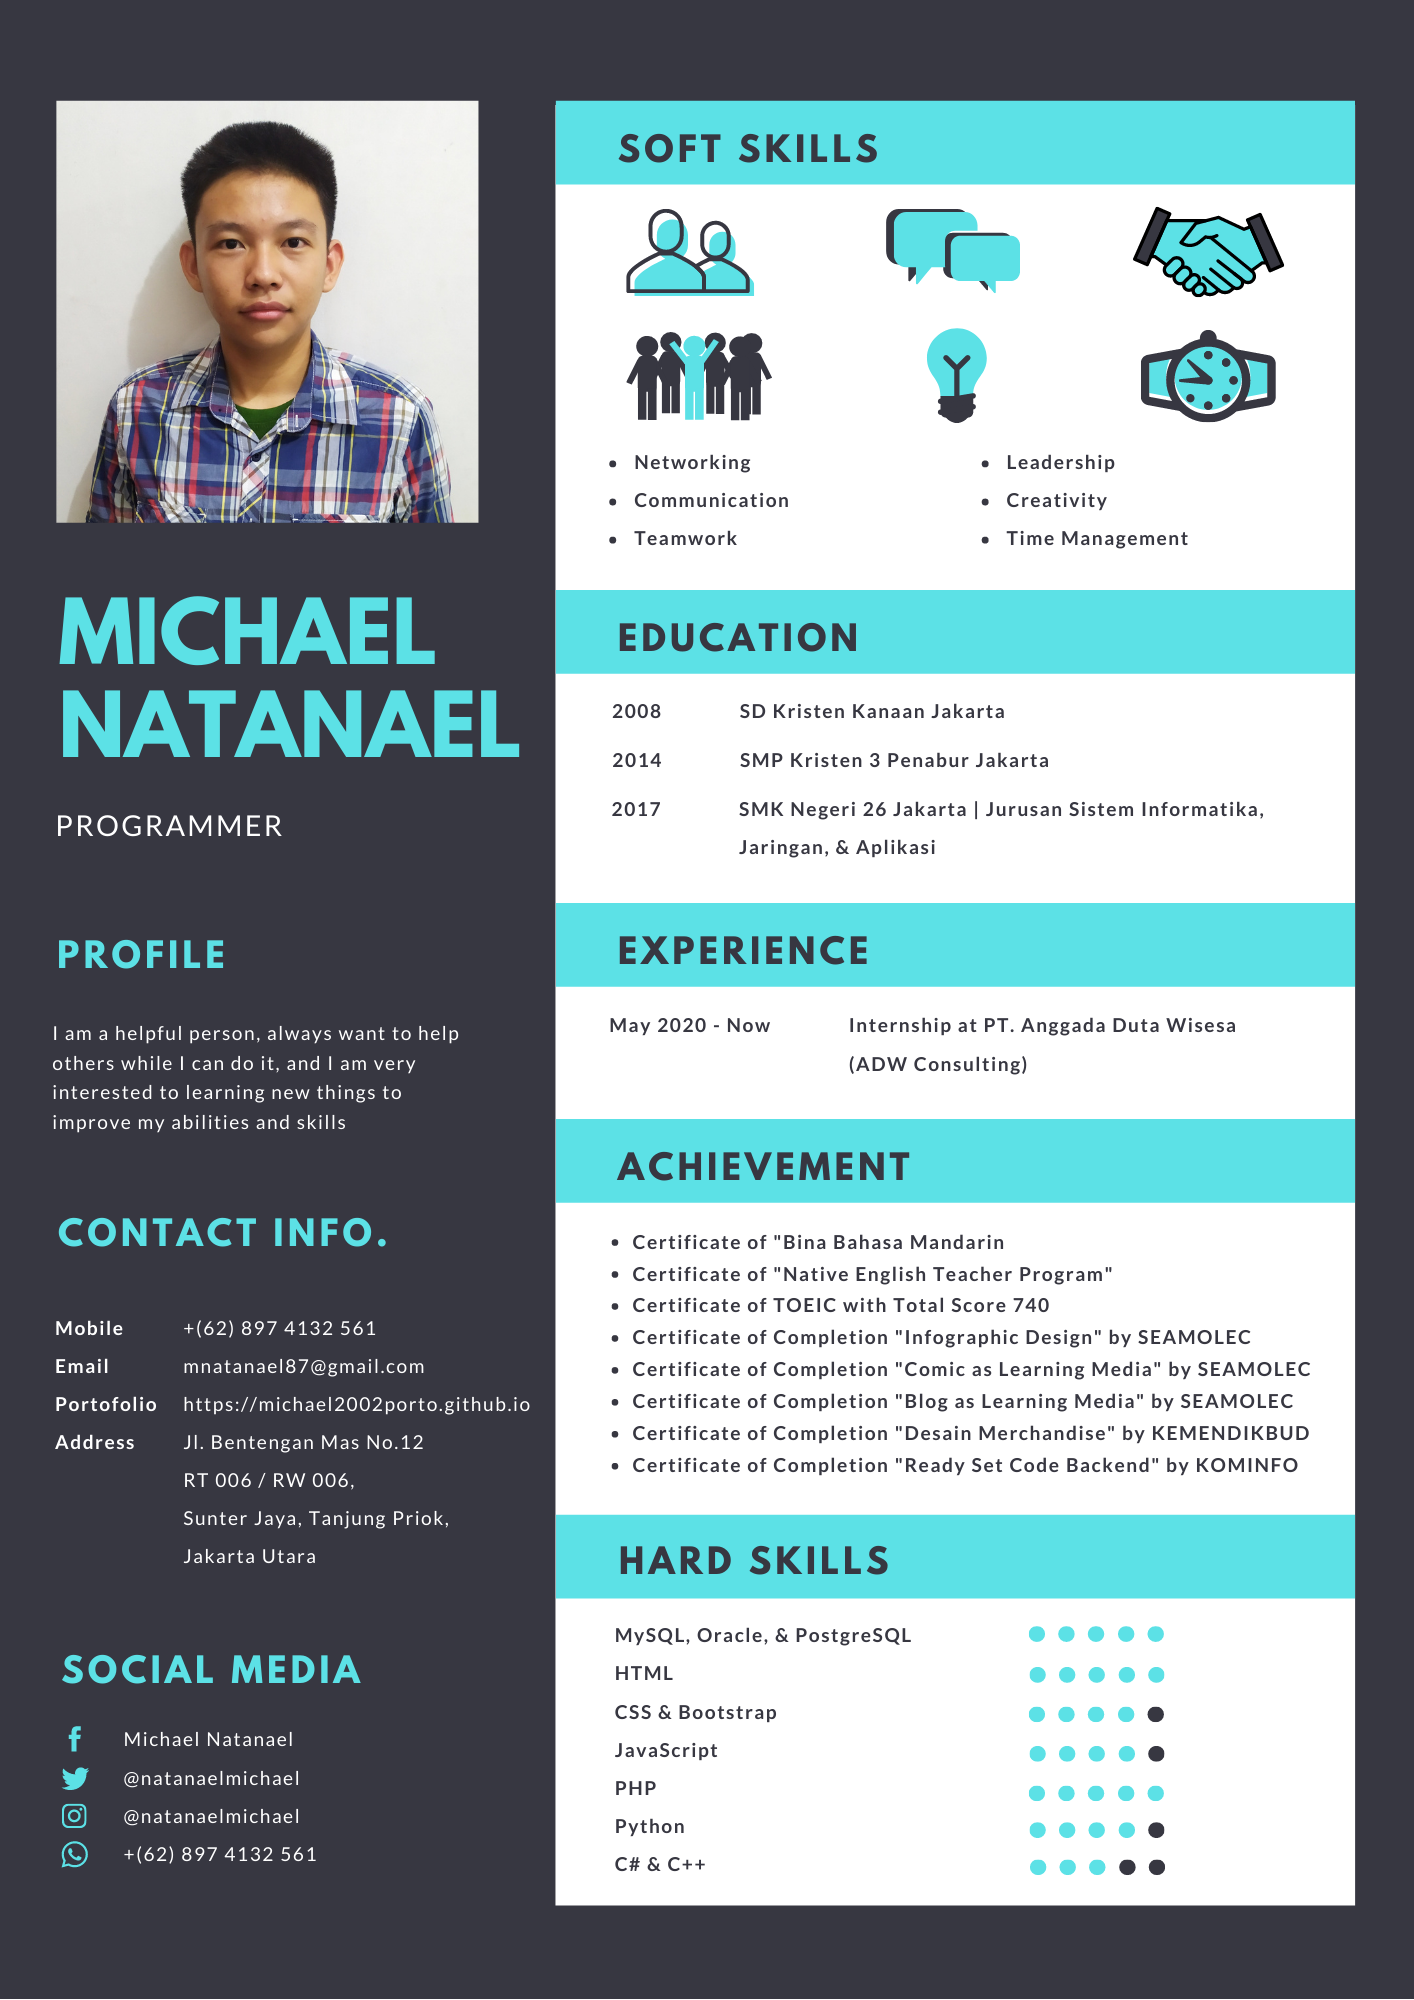 MICHAEL
NATANAEL
PROGRAMMER
PROFILE
I am a helpful person, always want to help
others while I can do it, and I am very
interested to learning new things to
improve my abilities and skills
CONTACT INFO.
Mobile +(62) 897 4132 561
Email mnatanael87@gmail.com
Portofolio https://michael2002porto.github.io
Address Jl. Bentengan Mas No.12
RT 006 / RW 006,
Sunter Jaya, Tanjung Priok,
Jakarta Utara
SOCIAL MEDIA
Michael Natanael
@natanaelmichael
@natanaelmichael
+(62) 897 4132 561
SOFT SKILLS
Networking
Communication
Teamwork
Leadership
Creativity
Time Management
EDUCATION
2008 SD Kristen Kanaan Jakarta
2014 SMP Kristen 3 Penabur Jakarta
2017 SMK Negeri 26 Jakarta | Jurusan Sistem Informatika,
Jaringan, & Aplikasi
EXPERIENCE
May 2020 - Now Internship at PT. Anggada Duta Wisesa
(ADW Consulting)
ACHIEVEMENT
Certificate of "Bina Bahasa Mandarin
Certificate of "Native English Teacher Program"
Certificate of TOEIC with Total Score 740
Certificate of Completion "Infographic Design" by SEAMOLEC
Certificate of Completion "Comic as Learning Media" by SEAMOLEC
Certificate of Completion "Blog as Learning Media" by SEAMOLEC
Certificate of Completion "Desain Merchandise" by KEMENDIKBUD
Certificate of Completion "Ready Set Code Backend" by KOMINFO
HARD SKILLS
MySQL, Oracle, & PostgreSQL
HTML
CSS & Bootstrap
JavaScript
PHP
Python
C# & C++